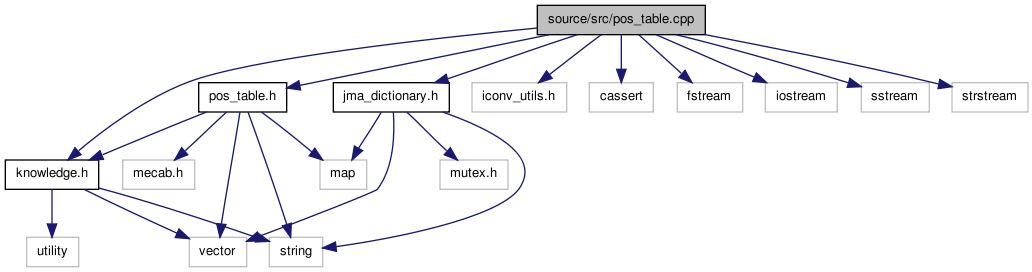 source/src/pos_table.cpp
pos_table.h
jma_dictionary.h
iconv_utils.h
cassert
fstream
iostream
sstream
strstream
knowledge.h
mecab.h
map
mutex.h
utility
vector
string